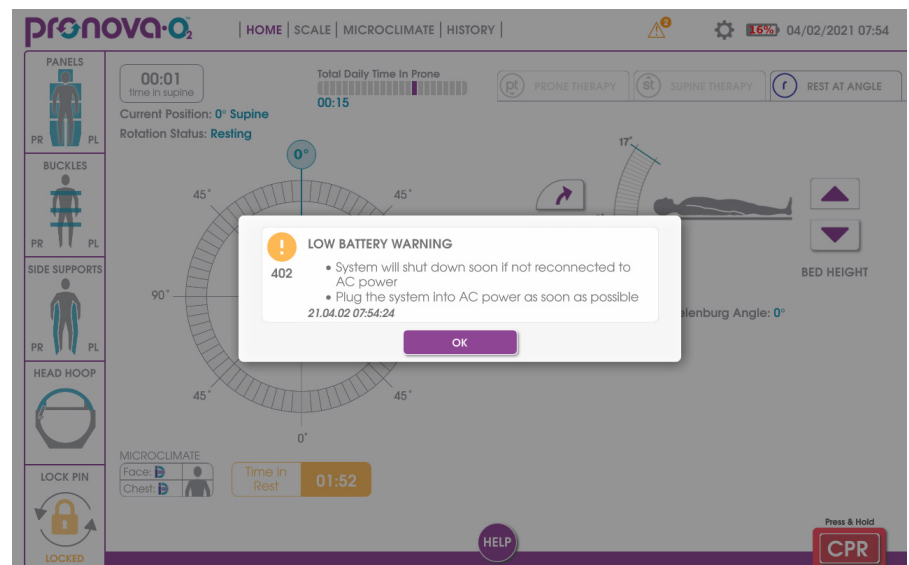 pronova·O2
| HOME | SCALE | MICROCLIMATE | HISTORY |
2
16%
04/02/2021 07:54
PANELS
PR PL
BUCKLES
PR PL
SIDE SUPPORTS
PR PL
HEAD HOOP
LOCK PIN
LOCKED
00:01
time in supine
Total Daily Time In Prone
00:15
pt PRONE THERAPY
st SUPINE THERAPY
r REST AT ANGLE
Current Position: 0° Supine
Rotation Status: Resting
0°
17°
45° 45°
90°
BED HEIGHT
LOW BATTERY WARNING
402
• System will shut down soon if not reconnected to
AC power
• Plug the system into AC power as soon as possible
21.04.02 07:54:24
OK
elenburg Angle: 0°
45° 45°
0°
MICROCLIMATE
Face:
Chest:
Time in
Rest
01:52
HELP
Press & Hold
CPR